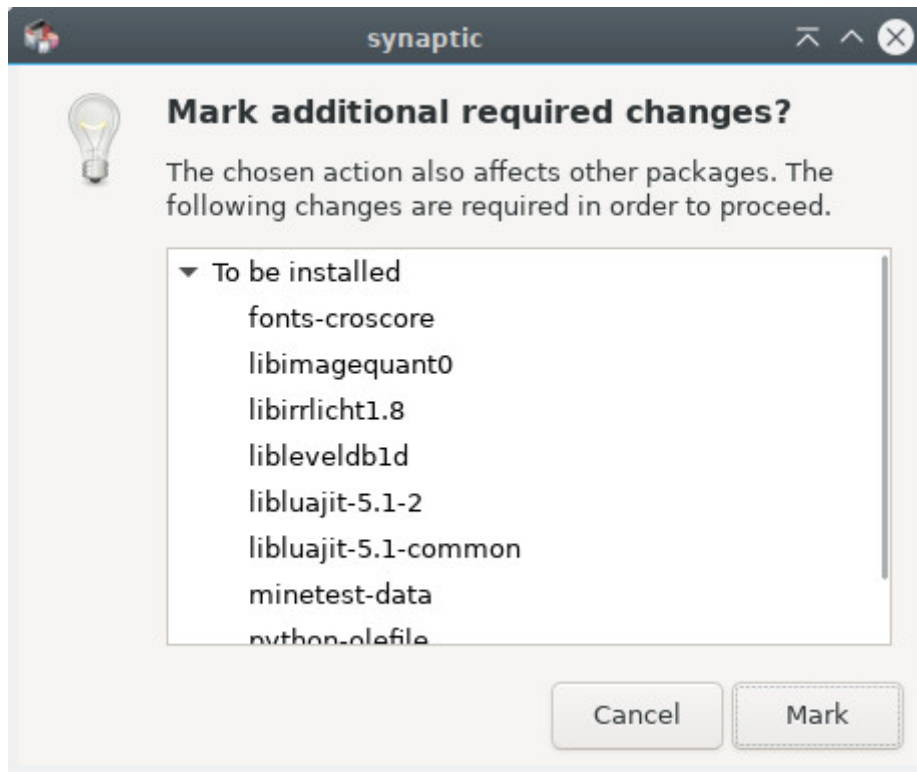 synaptic
Mark additional required changes?
The chosen action also affects other packages. The
following changes are required in order to proceed.
To be installed
fonts-croscore
libimagequant0
libirrlicht1.8
libleveldb1d
libluajit-5.1-2
libluajit-5.1-common
minetest-data
python-olefile
Cancel
Mark